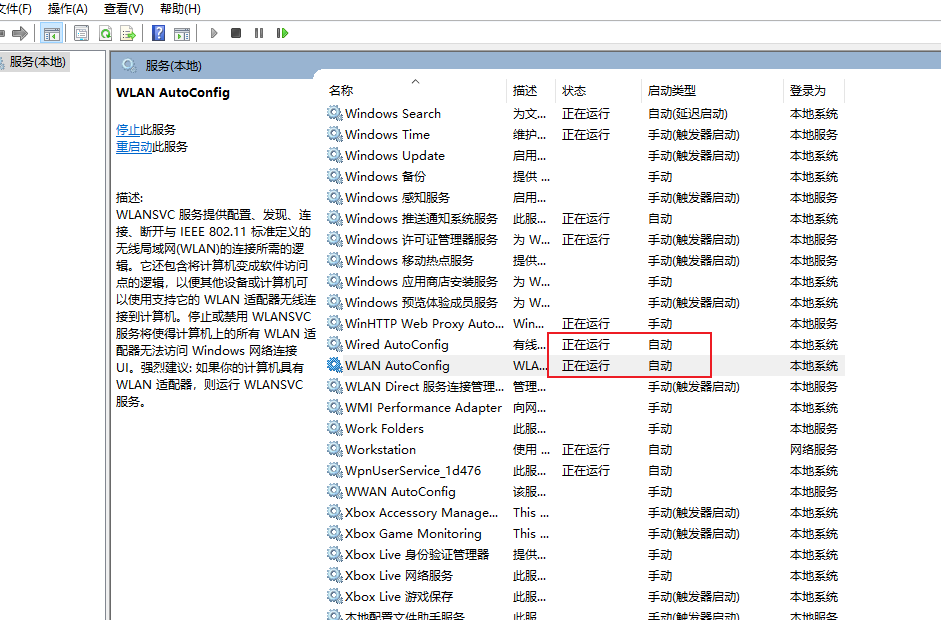 文件(F) 操作(A) 查看(V) 帮助(H)
服务(本地)
服务(本地)
WLAN AutoConfig
停止此服务
重启动此服务
描述:
WLANSVC 服务提供配置、发现、连
接、断开与 IEEE 802.11 标准定义的
无线局域网(WLAN)的连接所需的逻
辑。它还包含将计算机变成软件访问
点的逻辑，以便其他设备或计算机可
以使用支持它的 WLAN 适配器无线连
接到计算机。停止或禁用 WLANSVC
服务将使得计算机上的所有 WLAN 适
配器无法访问 Windows 网络连接
UI。强烈建议: 如果你的计算机具有
WLAN 适配器，则运行 WLANSVC
服务。
名称 描述 状态 启动类型 登录为
Windows Search 为文... 正在运行 自动(延迟启动) 本地系统
Windows Time 维护... 正在运行 手动(触发器启动) 本地服务
Windows Update 启用... 手动(触发器启动) 本地系统
Windows 备份 提供 ... 手动 本地系统
Windows 感知服务 启用... 手动(触发器启动) 本地服务
Windows 推送通知系统服务 此服... 正在运行 自动 本地系统
Windows 许可证管理器服务 为 W... 正在运行 手动(触发器启动) 本地服务
Windows 移动热点服务 提供... 手动(触发器启动) 本地服务
Windows 应用商店安装服务 为 W... 手动 本地系统
Windows 预览体验成员服务 为 W... 手动(触发器启动) 本地系统
WinHTTP Web Proxy Auto... Win... 正在运行 手动 本地服务
Wired AutoConfig 有线... 正在运行 自动 本地系统
WLAN AutoConfig WLA... 正在运行 自动 本地系统
WLAN Direct 服务连接管理... 管理... 手动(触发器启动) 本地服务
WMI Performance Adapter 向网... 手动 本地系统
Work Folders 此服... 手动 本地服务
Workstation 使用 ... 正在运行 自动 网络服务
WpnUserService_1d476 此服... 正在运行 自动 本地系统
WWAN AutoConfig 该服... 手动 本地服务
Xbox Accessory Manage... This ... 手动(触发器启动) 本地系统
Xbox Game Monitoring This ... 手动(触发器启动) 本地系统
Xbox Live 身份验证管理器 提供... 手动 本地系统
Xbox Live 网络服务 此服... 手动 本地系统
Xbox Live 游戏保存 此服... 手动(触发器启动) 本地系统
本地配置文件助手服务 此服 手动(触发器启动) 本地服务